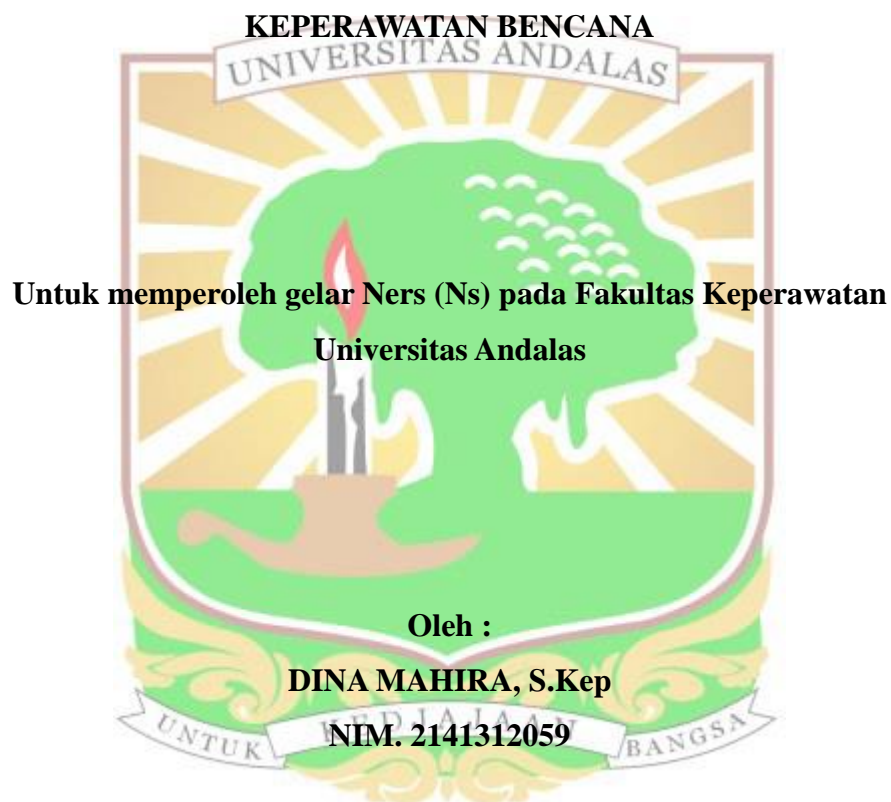 KEPERAWATAN BENCANA
UNIVERSITAS ANDALAS
Untuk memperoleh gelar Ners (Ns) pada Fakultas Keperawatan
Universitas Andalas
Oleh :
DINA MAHIRA, S.Kep
NIM. 2141312059
UNTUK KEDJAJAAN BANGSA